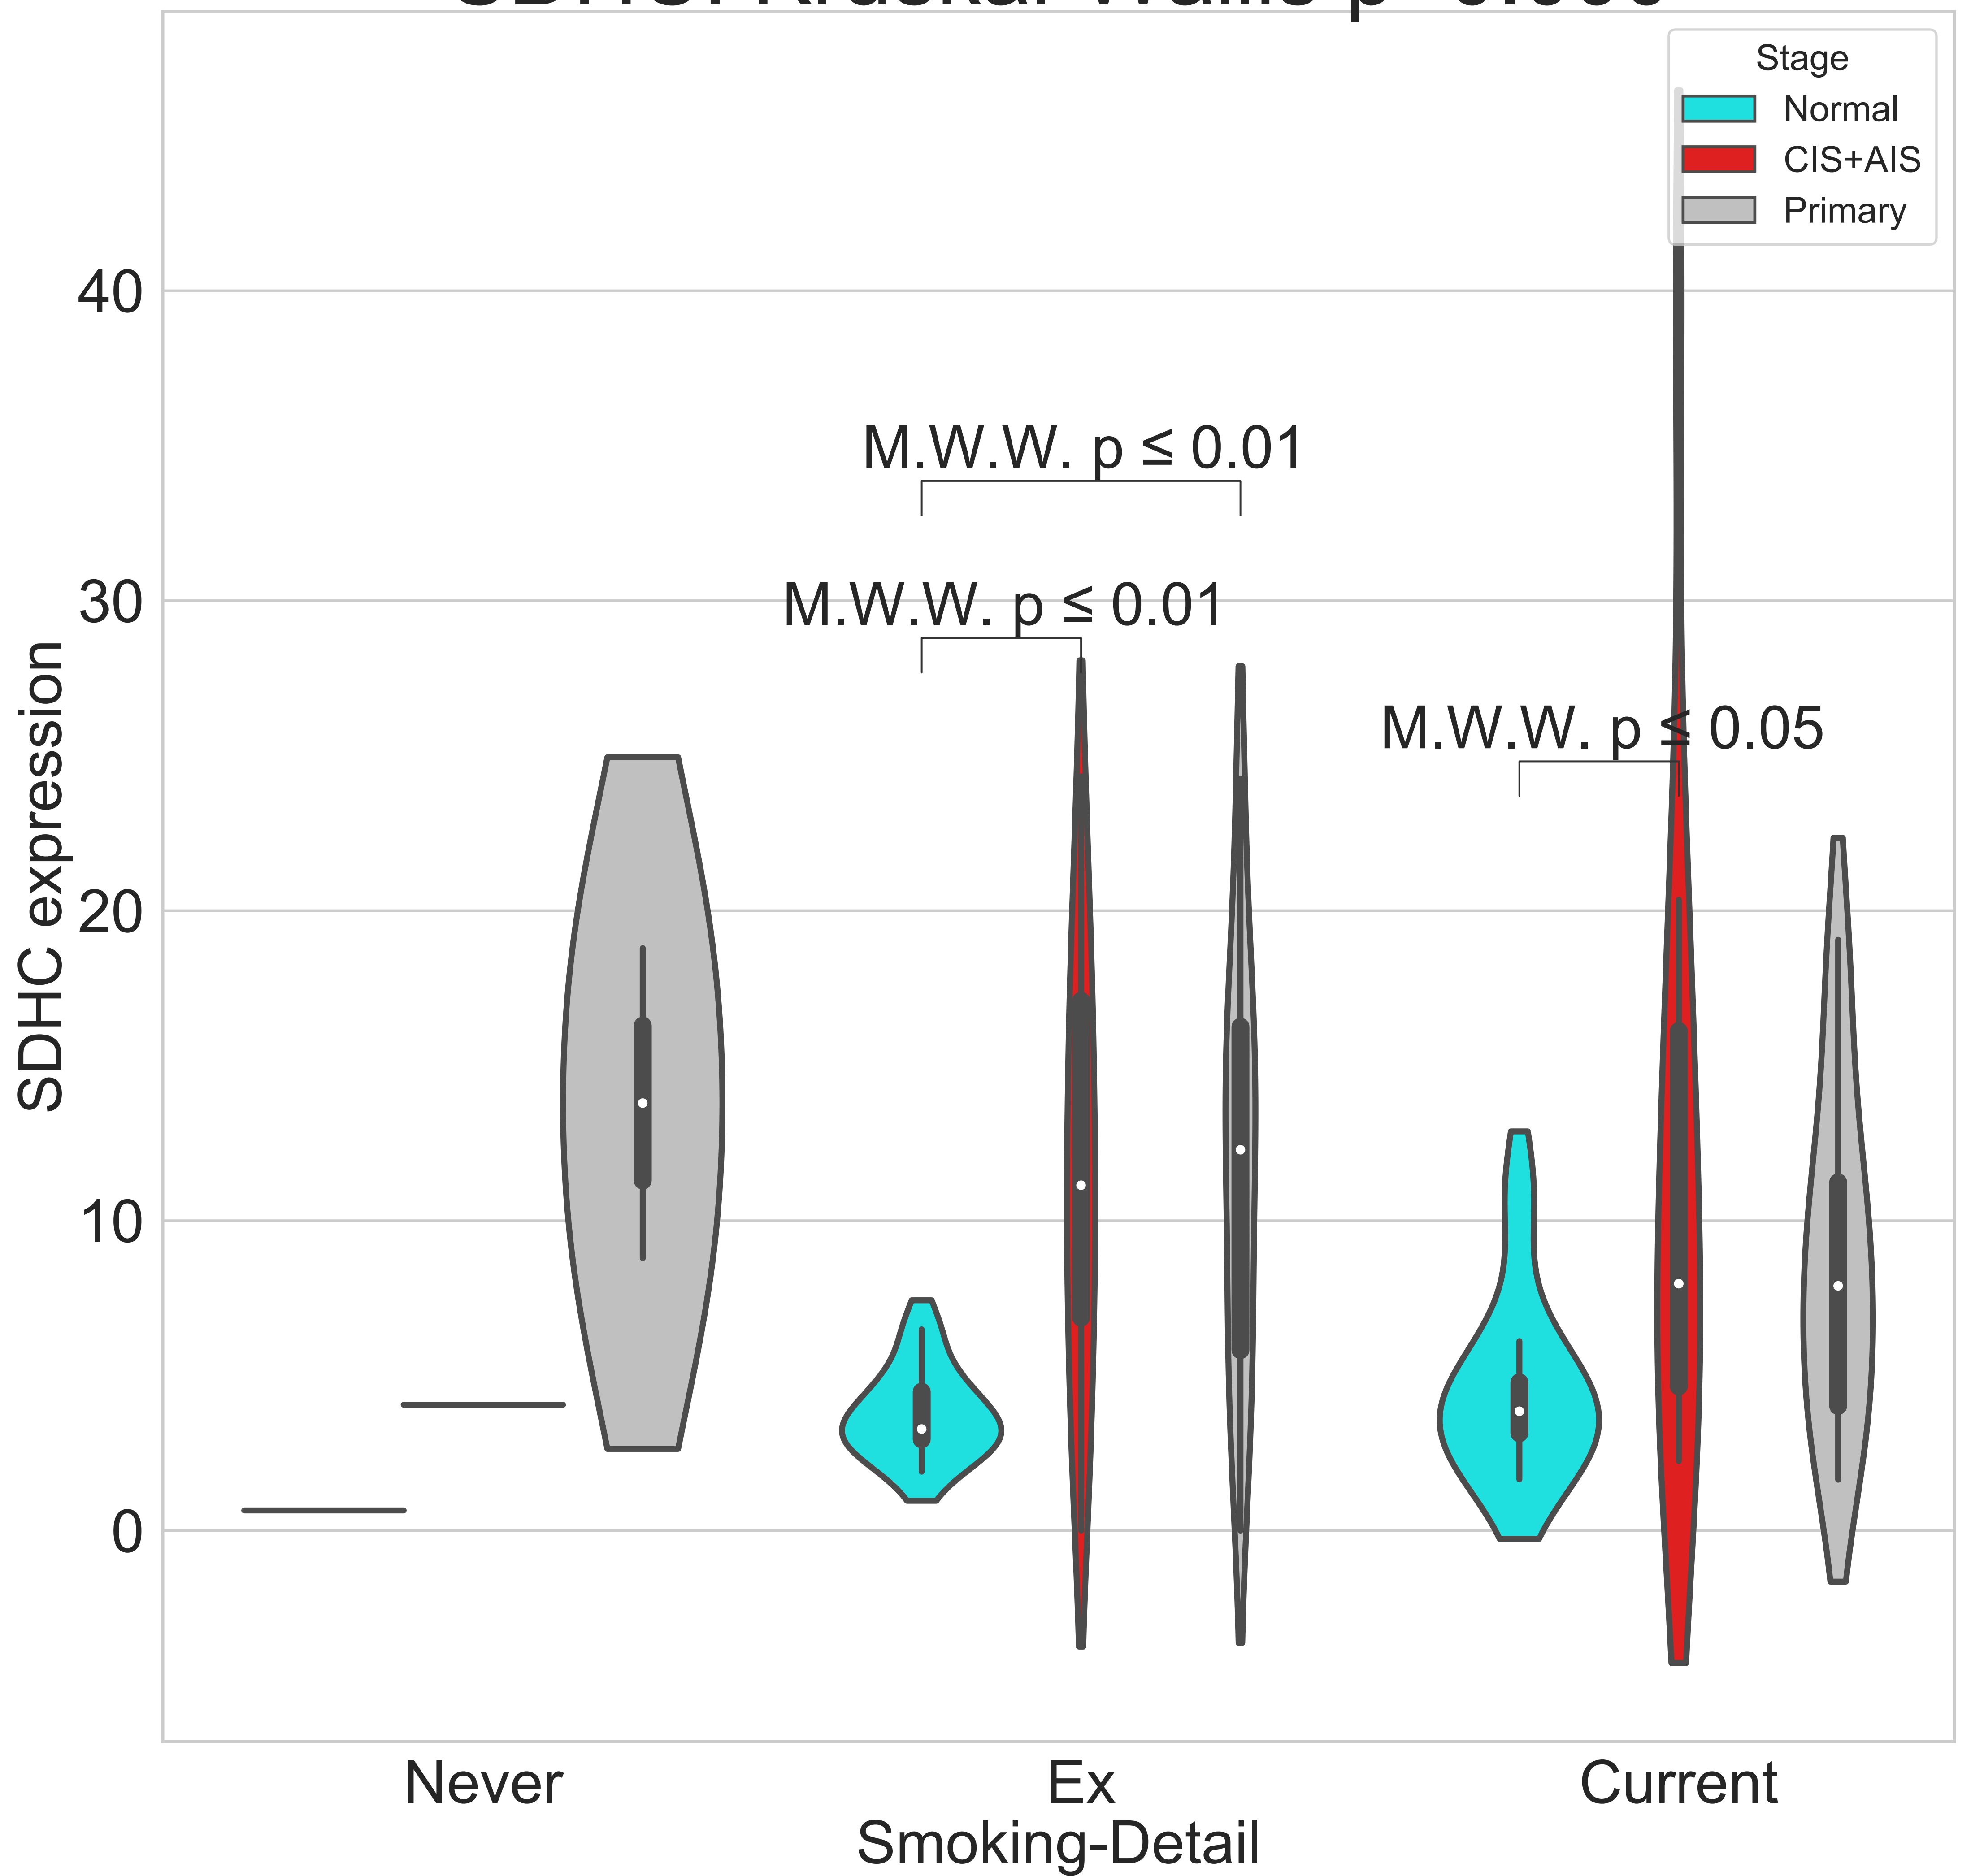 Stage
Normal
CIS+AIS
Primary
40
30
20
10
0
SDHC expression
M.W.W. p ≤ 0.01
M.W.W. p ≤ 0.01
M.W.W. p ≤ 0.05
Never
Ex
Current
Smoking-Detail